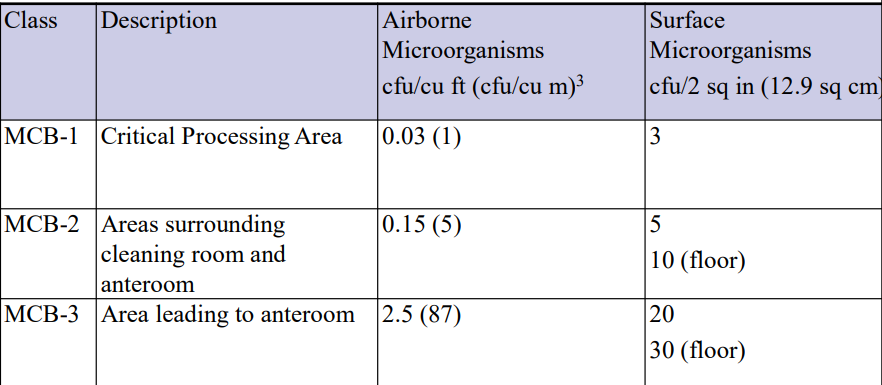 Class Description Airborne Surface
Microorganisms Microorganisms
cfu/cu ft (cfu/cu m)³ cfu/2 sq in (12.9 sq cm)
MCB-1 Critical Processing Area 0.03 (1) 3
MCB-2 Areas surrounding 0.15 (5) 5
cleaning room and 10 (floor)
anteroom
MCB-3 Area leading to anteroom 2.5 (87) 20
30 (floor)